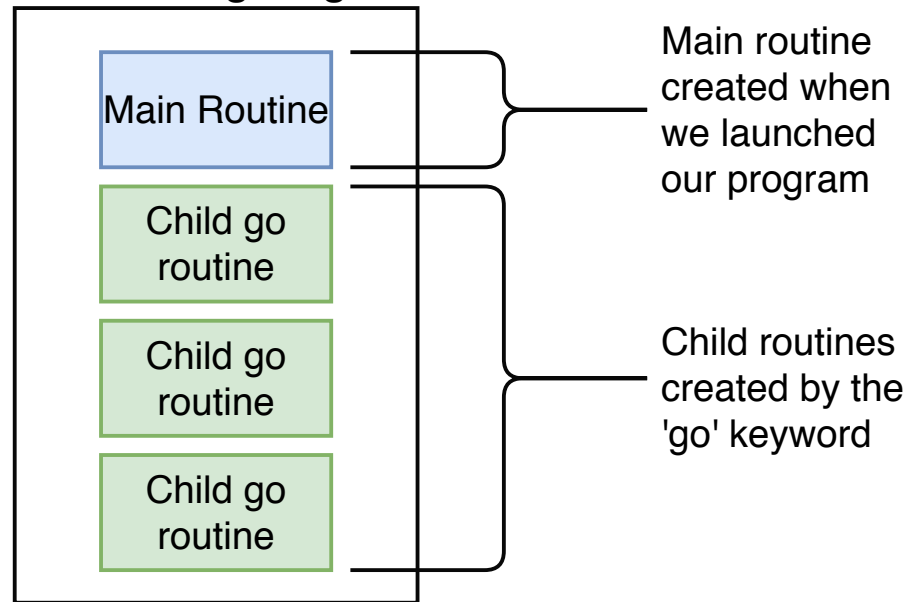 Main Routine
Main routine
created when
we launched
our program
Child go
routine
Child go
routine
Child routines
created by the
'go' keyword
Child go
routine